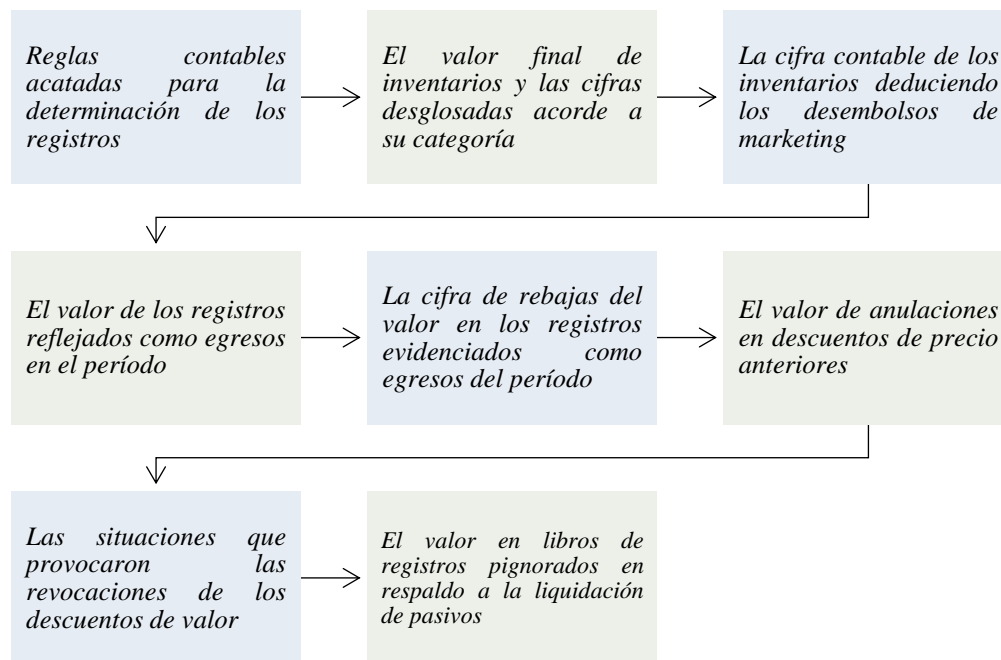 Reglas contables
acatadas para la
determinación de los
registros
El valor final de
inventarios y las cifras
desglosadas acorde a
su categoría
La cifra contable de los
inventarios deduciendo
los desembolsos de
marketing
El valor de los registros
reflejados como egresos
en el período
La cifra de rebajas del
valor en los registros
evidenciados como
egresos del período
El valor de anulaciones
en descuentos de precio
anteriores
Las situaciones que
provocaron las
revocaciones de los
descuentos de valor
El valor en libros de
registros pignorados en
respaldo a la liquidación
de pasivos